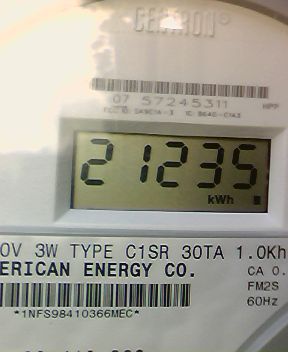 CENTRON®
07 57245311
21235
kWh
0V 3W TYPE C1SR 30TA 1.0Kh
ERICAN ENERGY CO.
CA 0.
FM2S
60Hz
*1NFS98410366MEC*